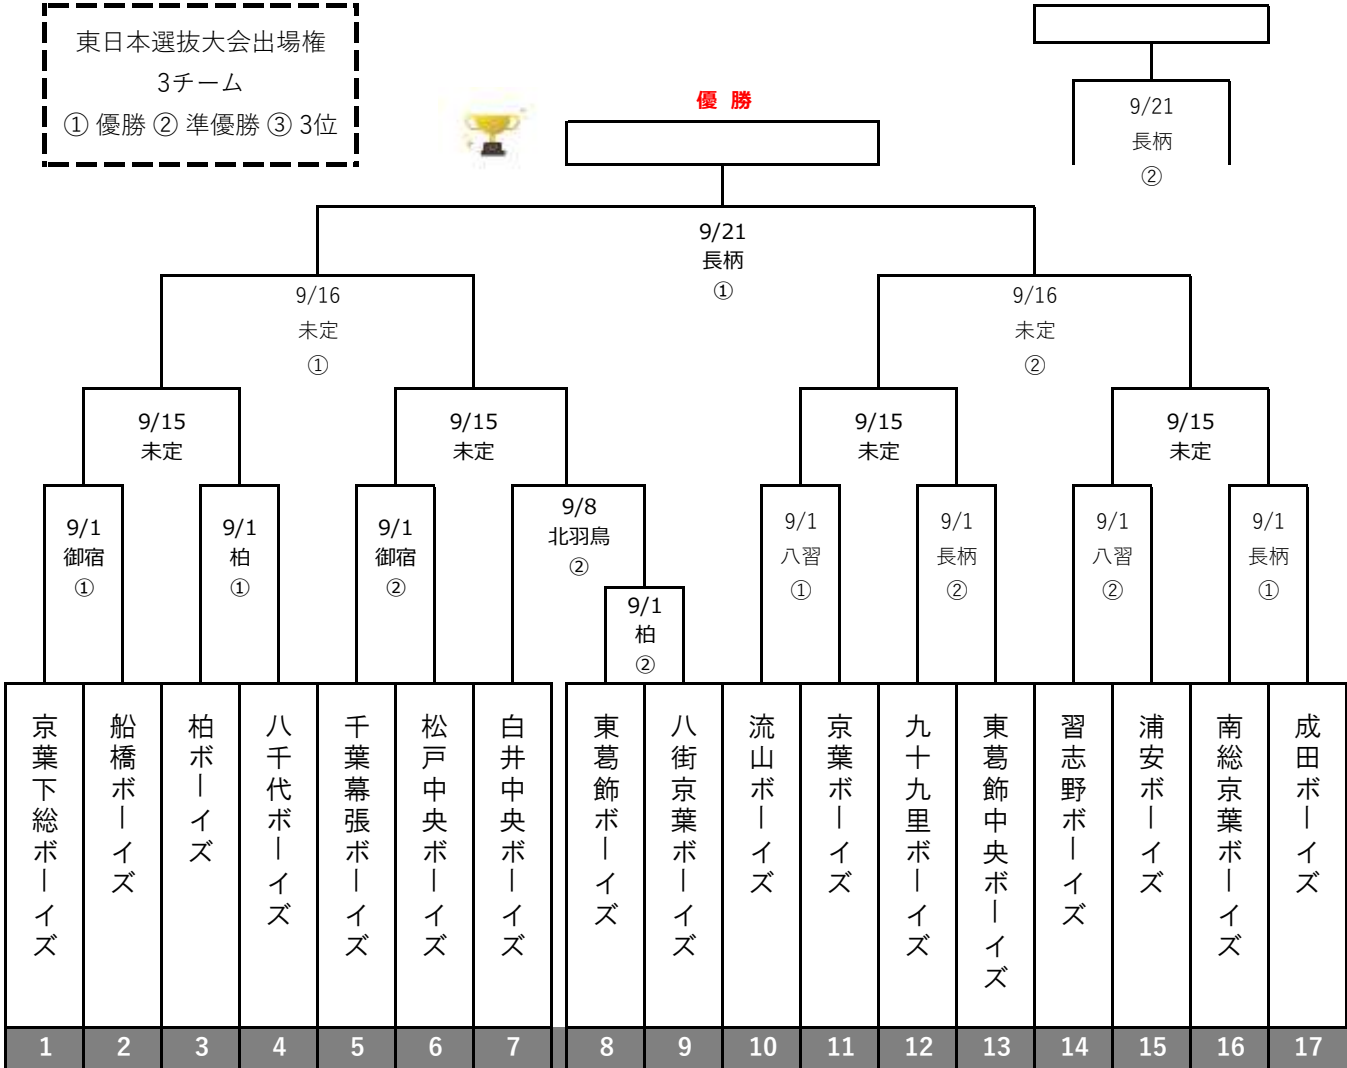 東日本選抜大会出場権
3チーム
① 優勝 ② 準優勝 ③ 3位
優 勝
9/21
長柄
②
9/21
長柄
①
9/16
未定
①
9/16
未定
②
9/15
未定
9/15
未定
9/15
未定
9/15
未定
9/1
御宿
①
9/1
柏
①
9/1
御宿
②
9/8
北羽鳥
②
9/1
柏
②
9/1
八習
①
9/1
長柄
②
9/1
八習
②
9/1
長柄
①
京葉下総ボーイズ
船橋ボーイズ
柏ボーイズ
八千代ボーイズ
千葉幕張ボーイズ
松戸中央ボーイズ
白井中央ボーイズ
東葛飾ボーイズ
八街京葉ボーイズ
流山ボーイズ
京葉ボーイズ
九十九里ボーイズ
東葛飾中央ボーイズ
習志野ボーイズ
浦安ボーイズ
南総京葉ボーイズ
成田ボーイズ
1 2 3 4 5 6 7 8 9 10 11 12 13 14 15 16 17